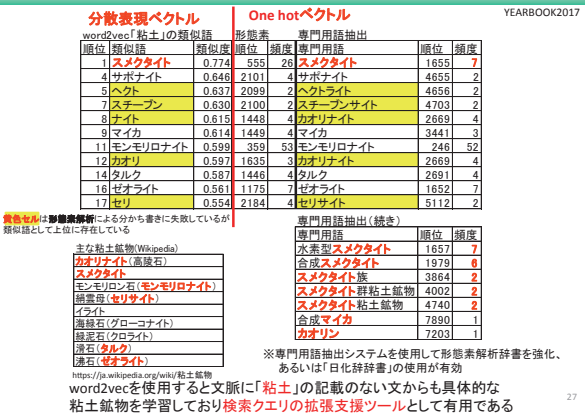 YEARBOOK2017
分散表現ベクトル One hotベクトル
word2vec「粘土」の類似語 形態素 専門用語抽出
順位 類似語 類似度 順位 頻度 専門用語 順位 頻度
1 スメクタイト 0.774 555 26 スメクタイト 1655 7
4 サポナイト 0.646 2101 4 サポナイト 4655 2
5 ヘクト 0.637 2099 2 ヘクトライト 4656 2
7 スチーブン 0.630 2100 2 スチーブンサイト 4703 2
8 ナイト 0.615 1448 4 カオリナイト 2669 4
9 マイカ 0.614 1449 4 マイカ 3441 3
11 モンモリロナイト 0.599 359 53 モンモリロナイト 246 52
12 カオリ 0.597 1635 3 カオリナイト 2669 4
14 タルク 0.587 1446 4 タルク 2691 4
16 ゼオライト 0.561 1175 7 ゼオライト 1652 7
17 セリ 0.554 2184 4 セリサイト 5112 2
黄色セルは形態素解析による分かち書きに失敗しているが
類似語として上位に存在している
専門用語抽出(続き)
専門用語 順位 頻度
水素型スメクタイト 1657 7
合成スメクタイト 1979 6
スメクタイト族 3864 2
スメクタイト群粘土鉱物 4002 2
スメクタイト粘土鉱物 4740 2
合成マイカ 7890 1
カオリン 7203 1
主な粘土鉱物(Wikipedia)
カオリナイト(高陵石)
スメクタイト
モンモリロン石(モンモリロナイト)
絹雲母(セリサイト)
イライト
海緑石(グローコナイト)
緑泥石(クロライト)
滑石(タルク)
沸石(ゼオライト)
https://ja.wikipedia.org/wiki/粘土鉱物
※専門用語抽出システムを使用して形態素解析辞書を強化、
あるいは「日化辞辞書」の使用が有効
word2vecを使用すると文脈に「粘土」の記載のない文からも具体的な
粘土鉱物を学習しており検索クエリの拡張支援ツールとして有用である
27